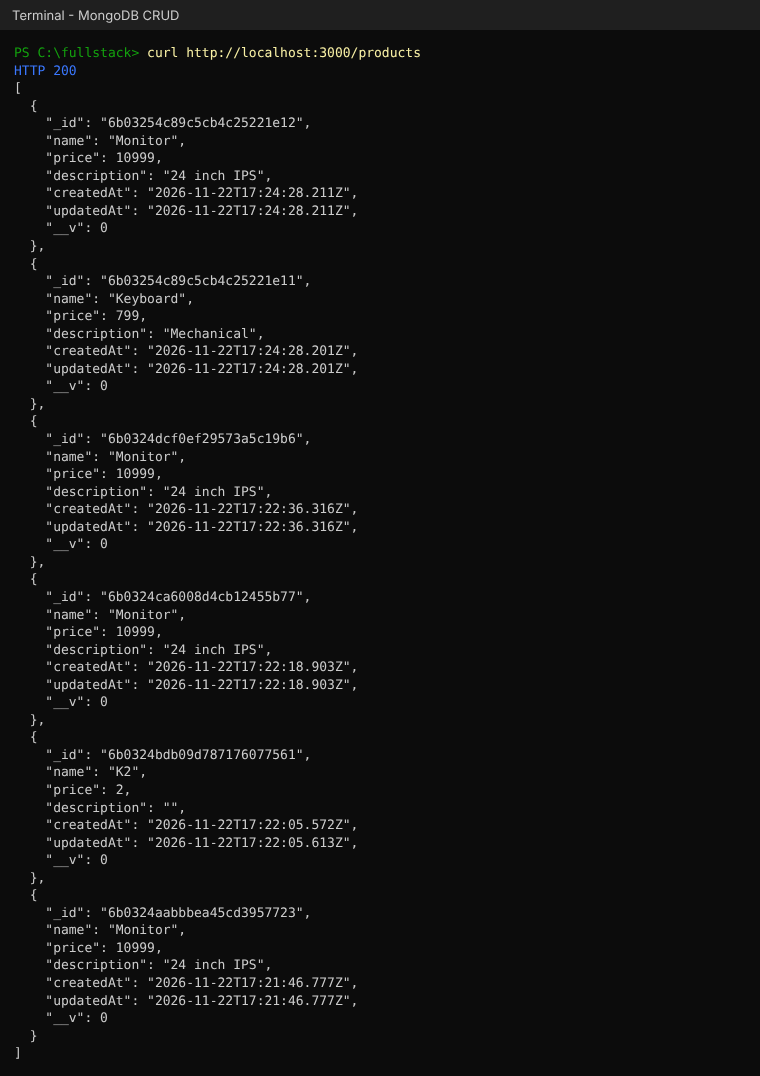 Terminal - MongoDB CRUD
PS C:\fullstack> curl http://localhost:3000/products
HTTP 200
[
  {
    "_id": "6b03254c89c5cb4c25221e12",
    "name": "Monitor",
    "price": 10999,
    "description": "24 inch IPS",
    "createdAt": "2026-11-22T17:24:28.211Z",
    "updatedAt": "2026-11-22T17:24:28.211Z",
    "__v": 0
  },
  {
    "_id": "6b03254c89c5cb4c25221e11",
    "name": "Keyboard",
    "price": 799,
    "description": "Mechanical",
    "createdAt": "2026-11-22T17:24:28.201Z",
    "updatedAt": "2026-11-22T17:24:28.201Z",
    "__v": 0
  },
  {
    "_id": "6b0324dcf0ef29573a5c19b6",
    "name": "Monitor",
    "price": 10999,
    "description": "24 inch IPS",
    "createdAt": "2026-11-22T17:22:36.316Z",
    "updatedAt": "2026-11-22T17:22:36.316Z",
    "__v": 0
  },
  {
    "_id": "6b0324ca6008d4cb12455b77",
    "name": "Monitor",
    "price": 10999,
    "description": "24 inch IPS",
    "createdAt": "2026-11-22T17:22:18.903Z",
    "updatedAt": "2026-11-22T17:22:18.903Z",
    "__v": 0
  },
  {
    "_id": "6b0324bdb09d787176077561",
    "name": "K2",
    "price": 2,
    "description": "",
    "createdAt": "2026-11-22T17:22:05.572Z",
    "updatedAt": "2026-11-22T17:22:05.613Z",
    "__v": 0
  },
  {
    "_id": "6b0324aabbbea45cd3957723",
    "name": "Monitor",
    "price": 10999,
    "description": "24 inch IPS",
    "createdAt": "2026-11-22T17:21:46.777Z",
    "updatedAt": "2026-11-22T17:21:46.777Z",
    "__v": 0
  }
]